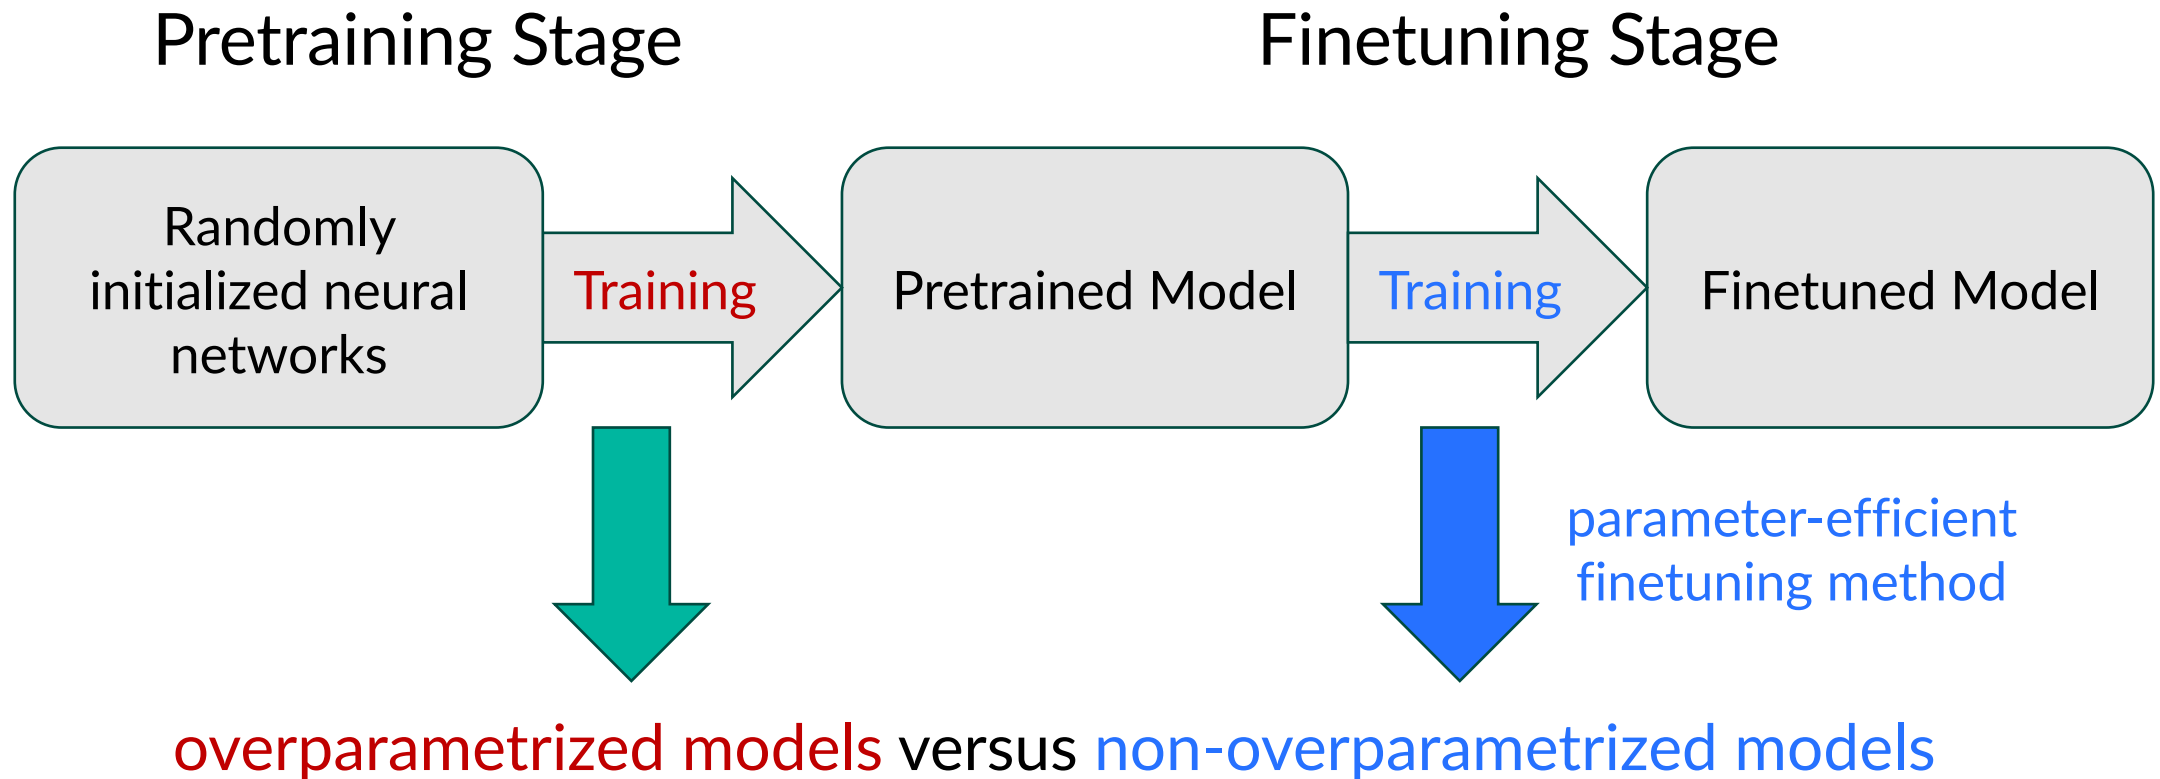 Pretraining Stage
Finetuning Stage
Randomly
initialized neural
networks
Training
Pretrained Model
Training
Finetuned Model
parameter-efficient
finetuning method
overparametrized models versus non-overparametrized models